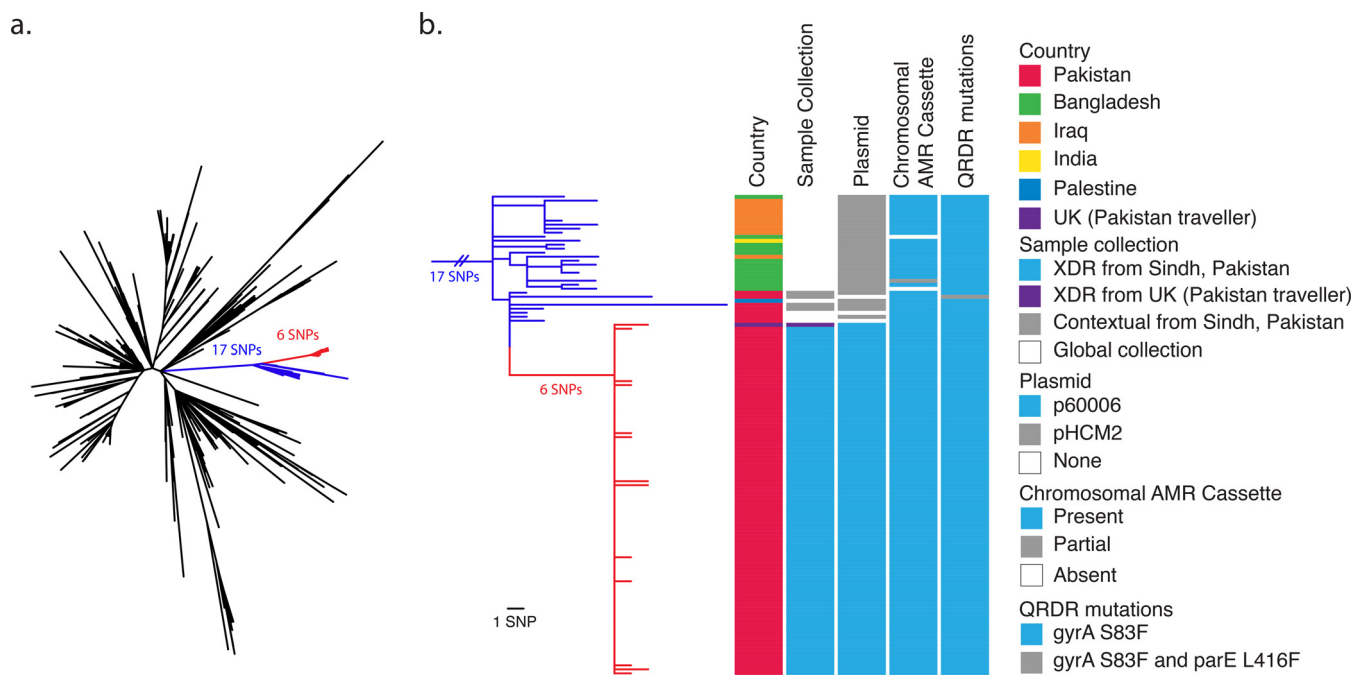 a.
b.
17 SNPs
6 SNPs
17 SNPs
6 SNPs
1 SNP
Country
Sample Collection
Plasmid
Chromosomal
AMR Cassette
QRDR mutations
Country
Pakistan
Bangladesh
Iraq
India
Palestine
UK (Pakistan traveller)
Sample collection
XDR from Sindh, Pakistan
XDR from UK (Pakistan traveller)
Contextual from Sindh, Pakistan
Global collection
Plasmid
p60006
pHCM2
None
Chromosomal AMR Cassette
Present
Partial
Absent
QRDR mutations
gyrA S83F
gyrA S83F and parE L416F